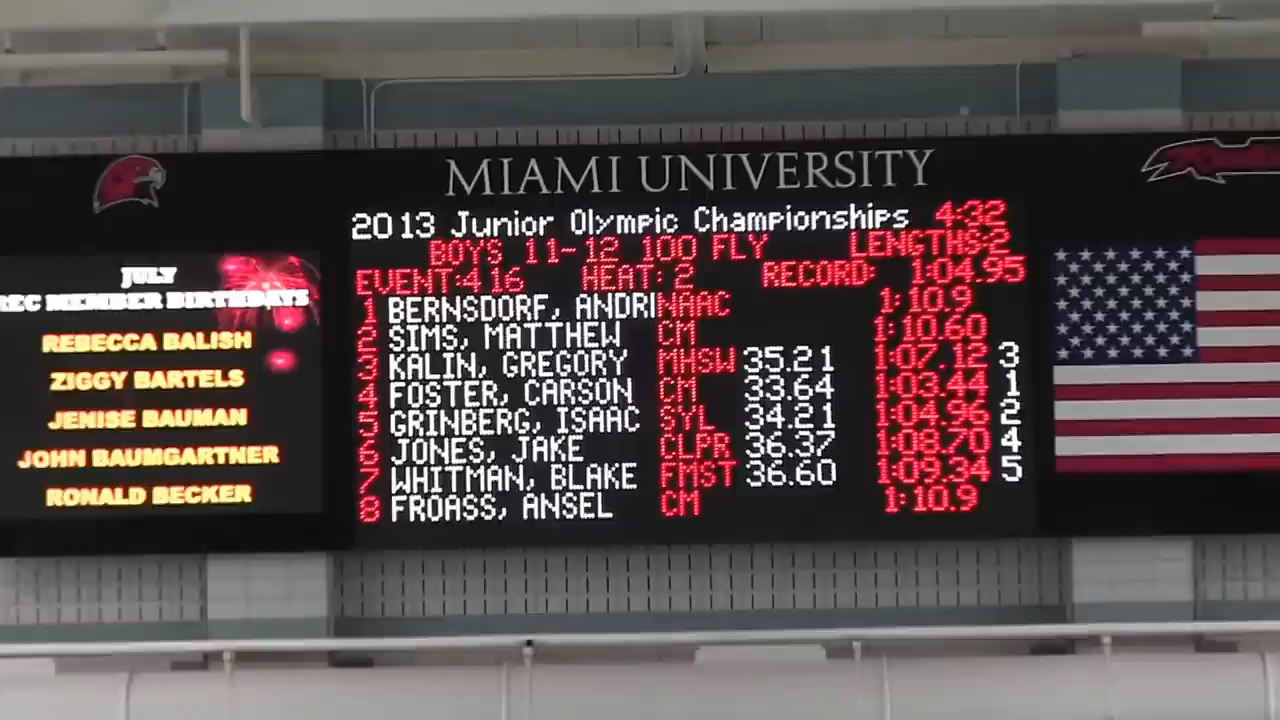 MIAMI UNIVERSITY
2013 Junior Olympic Championships 4:32
BOYS 11-12 100 FLY LENGTHS:2
EVENT:416 HEAT: 2 RECORD: 1:04.95
1 BERNSDORF, ANDRI NAAC 1:10.9
2 SIMS, MATTHEW CM 1:10.60
3 KALIN, GREGORY MHSW 35.21 1:07.12 3
4 FOSTER, CARSON CM 33.64 1:03.44 1
5 GRINBERG, ISAAC SYL 34.21 1:04.96 2
6 JONES, JAKE CLPR 36.37 1:08.70 4
7 WHITMAN, BLAKE FMST 36.60 1:09.34 5
8 FROASS, ANSEL CM 1:10.9
JULY
REC MEMBER BIRTHDAYS
REBECCA BALISH
ZIGGY BARTELS
JENISE BAUMAN
JOHN BAUMGARTNER
RONALD BECKER